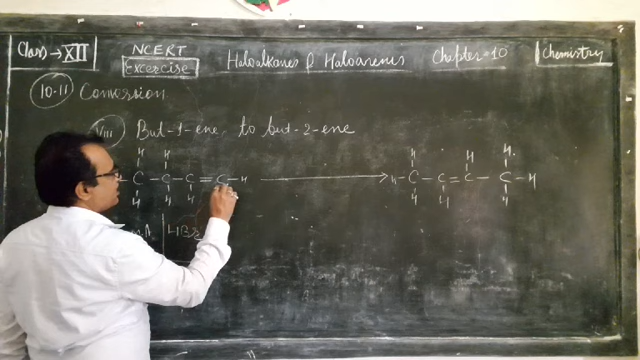 Class → XII NCERT Haloalkanes & Haloarenes Chapter = 10 Chemistry
Excercise
10.11 Conversion
VIII But-1-ene to but-2-ene
H H H H
C - C - C = C - H → H - C - C = C - C - H
H H H H H H
HBr